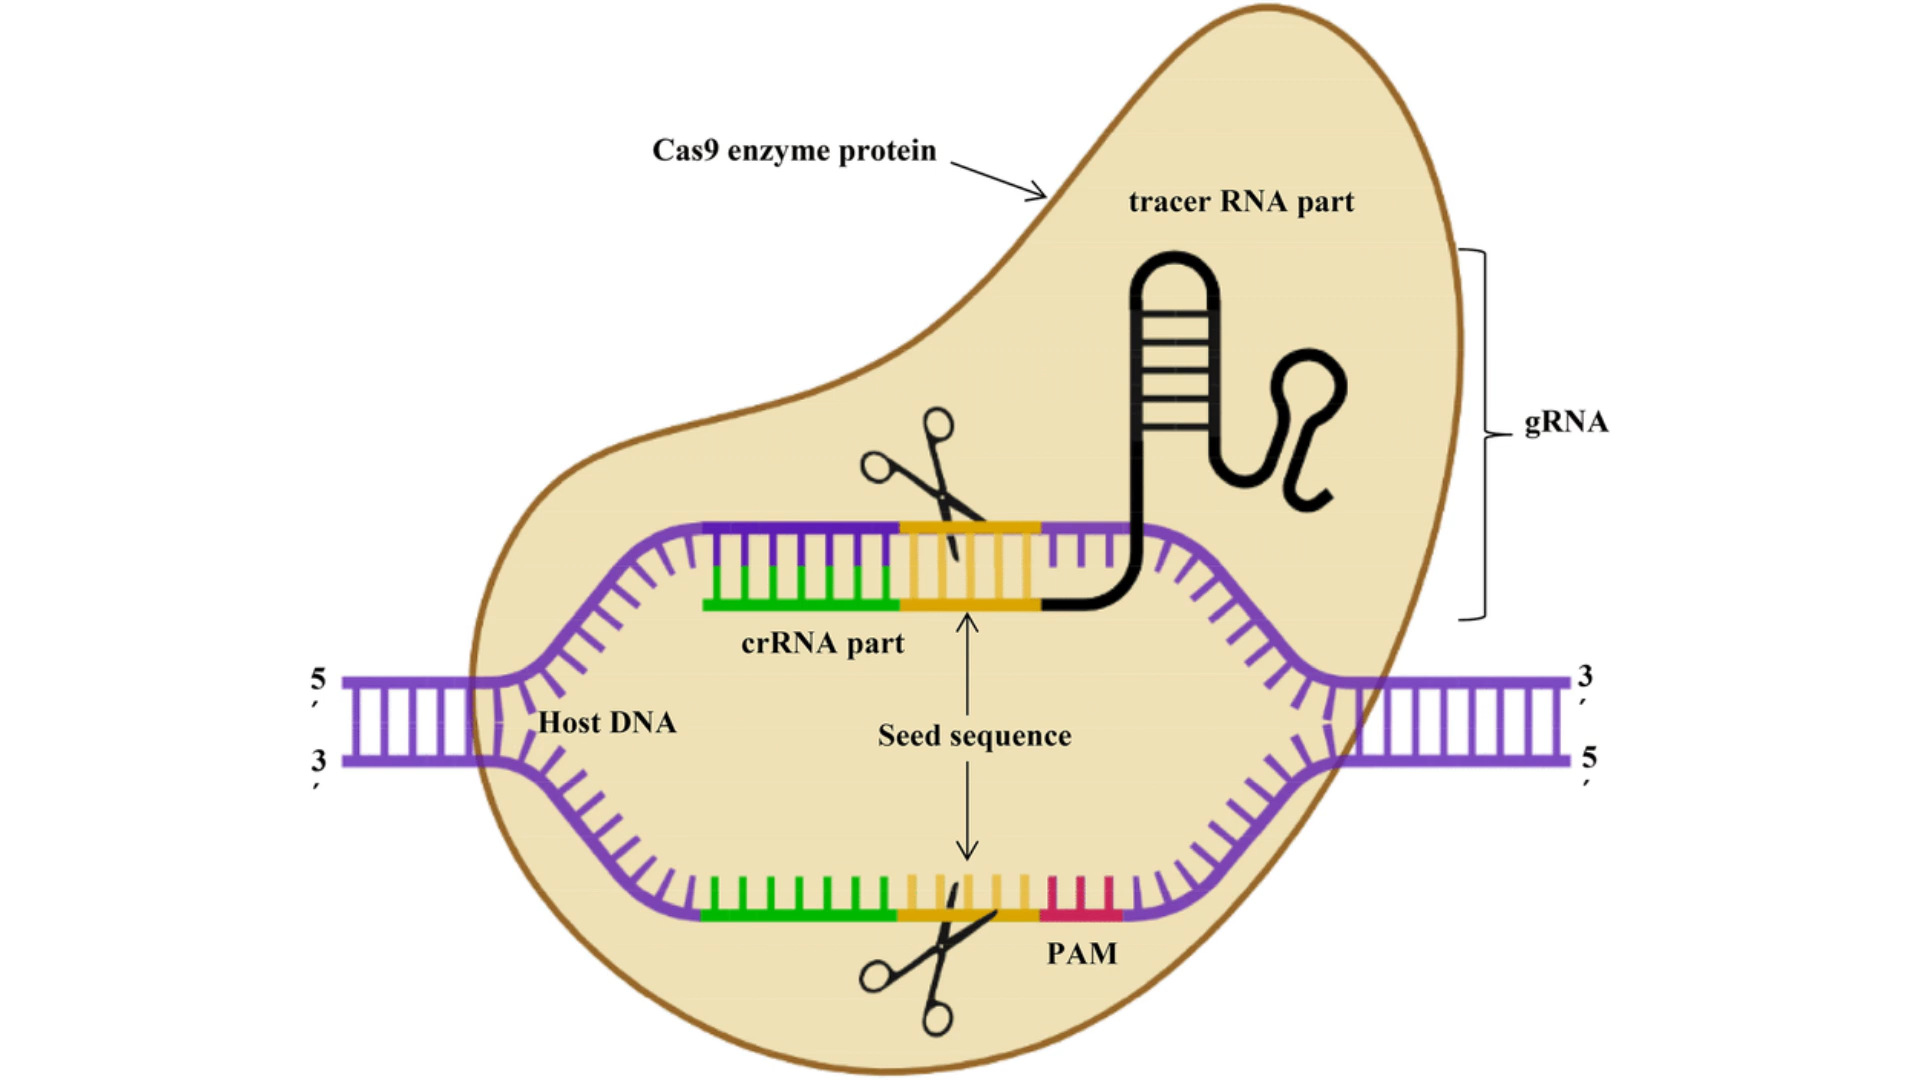 Cas9 enzyme protein
tracer RNA part
gRNA
crRNA part
5
′
3
′
Host DNA
Seed sequence
3
′
5
′
PAM